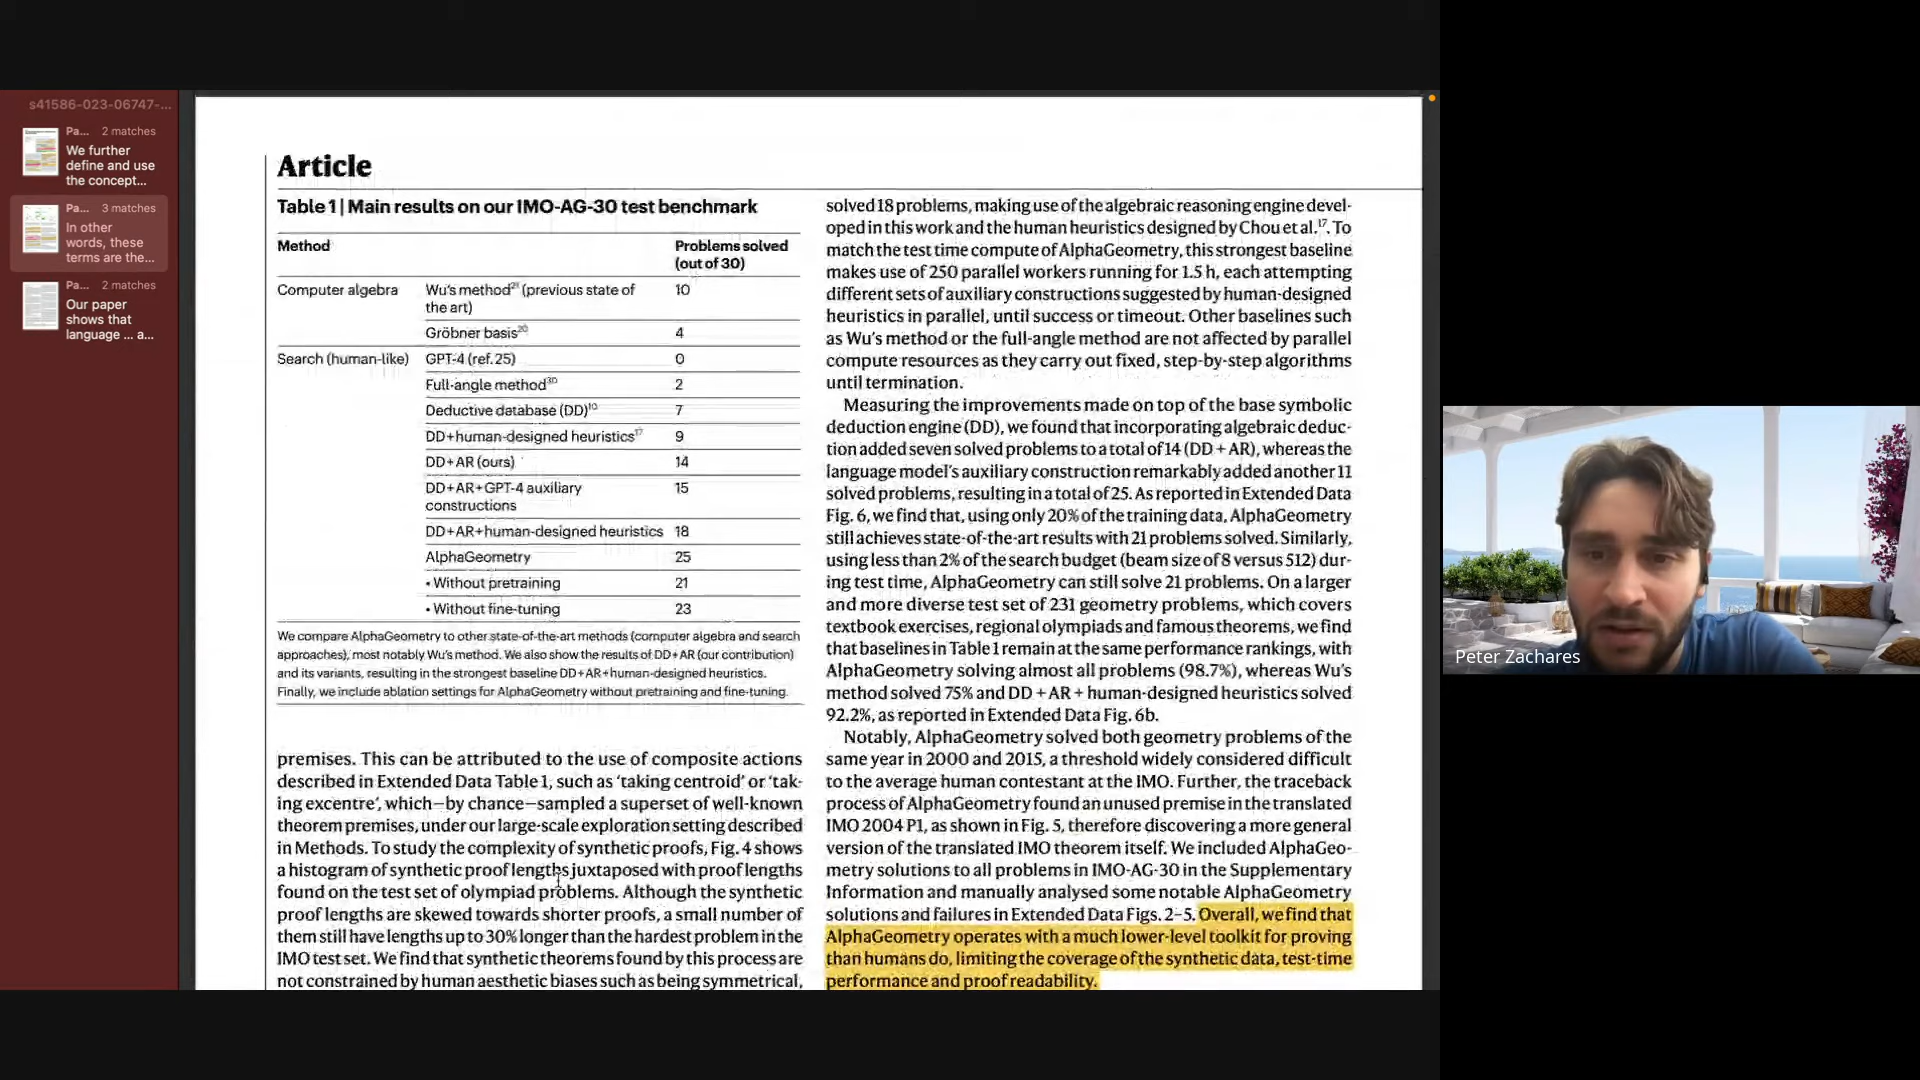 s41586-023-06747-...
Pa... 2 matches
We further
define and use
the concept...
Pa... 3 matches
In other
words, these
terms are the...
Pa... 2 matches
Our paper
shows that
language ... a...
Article
Table 1 | Main results on our IMO-AG-30 test benchmark
Method Problems solved
(out of 30)
Computer algebra Wu's method21 (previous state of 10
the art)
Gröbner basis20 4
Search (human-like) GPT-4 (ref. 25) 0
Full-angle method30 2
Deductive database (DD)10 7
DD+human-designed heuristics17 9
DD+AR (ours) 14
DD+AR+GPT-4 auxiliary 15
constructions
DD+AR+human-designed heuristics 18
AlphaGeometry 25
• Without pretraining 21
• Without fine-tuning 23
We compare AlphaGeometry to other state-of-the-art methods (computer algebra and search
approaches), most notably Wu's method. We also show the results of DD+AR (our contribution)
and its variants, resulting in the strongest baseline DD+AR+human-designed heuristics.
Finally, we include ablation settings for AlphaGeometry without pretraining and fine-tuning.
premises. This can be attributed to the use of composite actions
described in Extended Data Table 1, such as ‘taking centroid’ or ‘tak-
ing excentre’, which—by chance—sampled a superset of well-known
theorem premises, under our large-scale exploration setting described
in Methods. To study the complexity of synthetic proofs, Fig. 4 shows
a histogram of synthetic proof lengths juxtaposed with proof lengths
found on the test set of olympiad problems. Although the synthetic
proof lengths are skewed towards shorter proofs, a small number of
them still have lengths up to 30% longer than the hardest problem in the
IMO test set. We find that synthetic theorems found by this process are
not constrained by human aesthetic biases such as being symmetrical,
solved 18 problems, making use of the algebraic reasoning engine devel-
oped in this work and the human heuristics designed by Chou et al.17. To
match the test time compute of AlphaGeometry, this strongest baseline
makes use of 250 parallel workers running for 1.5 h, each attempting
different sets of auxiliary constructions suggested by human-designed
heuristics in parallel, until success or timeout. Other baselines such
as Wu's method or the full-angle method are not affected by parallel
compute resources as they carry out fixed, step-by-step algorithms
until termination.
Measuring the improvements made on top of the base symbolic
deduction engine (DD), we found that incorporating algebraic deduc-
tion added seven solved problems to a total of 14 (DD + AR), whereas the
language model's auxiliary construction remarkably added another 11
solved problems, resulting in a total of 25. As reported in Extended Data
Fig. 6, we find that, using only 20% of the training data, AlphaGeometry
still achieves state-of-the-art results with 21 problems solved. Similarly,
using less than 2% of the search budget (beam size of 8 versus 512) dur-
ing test time, AlphaGeometry can still solve 21 problems. On a larger
and more diverse test set of 231 geometry problems, which covers
textbook exercises, regional olympiads and famous theorems, we find
that baselines in Table 1 remain at the same performance rankings, with
AlphaGeometry solving almost all problems (98.7%), whereas Wu's
method solved 75% and DD + AR + human-designed heuristics solved
92.2%, as reported in Extended Data Fig. 6b.
Notably, AlphaGeometry solved both geometry problems of the
same year in 2000 and 2015, a threshold widely considered difficult
to the average human contestant at the IMO. Further, the traceback
process of AlphaGeometry found an unused premise in the translated
IMO 2004 P1, as shown in Fig. 5, therefore discovering a more general
version of the translated IMO theorem itself. We included AlphaGeo-
metry solutions to all problems in IMO-AG-30 in the Supplementary
Information and manually analysed some notable AlphaGeometry
solutions and failures in Extended Data Figs. 2–5. Overall, we find that
AlphaGeometry operates with a much lower-level toolkit for proving
than humans do, limiting the coverage of the synthetic data, test-time
performance and proof readability.
Peter Zachares